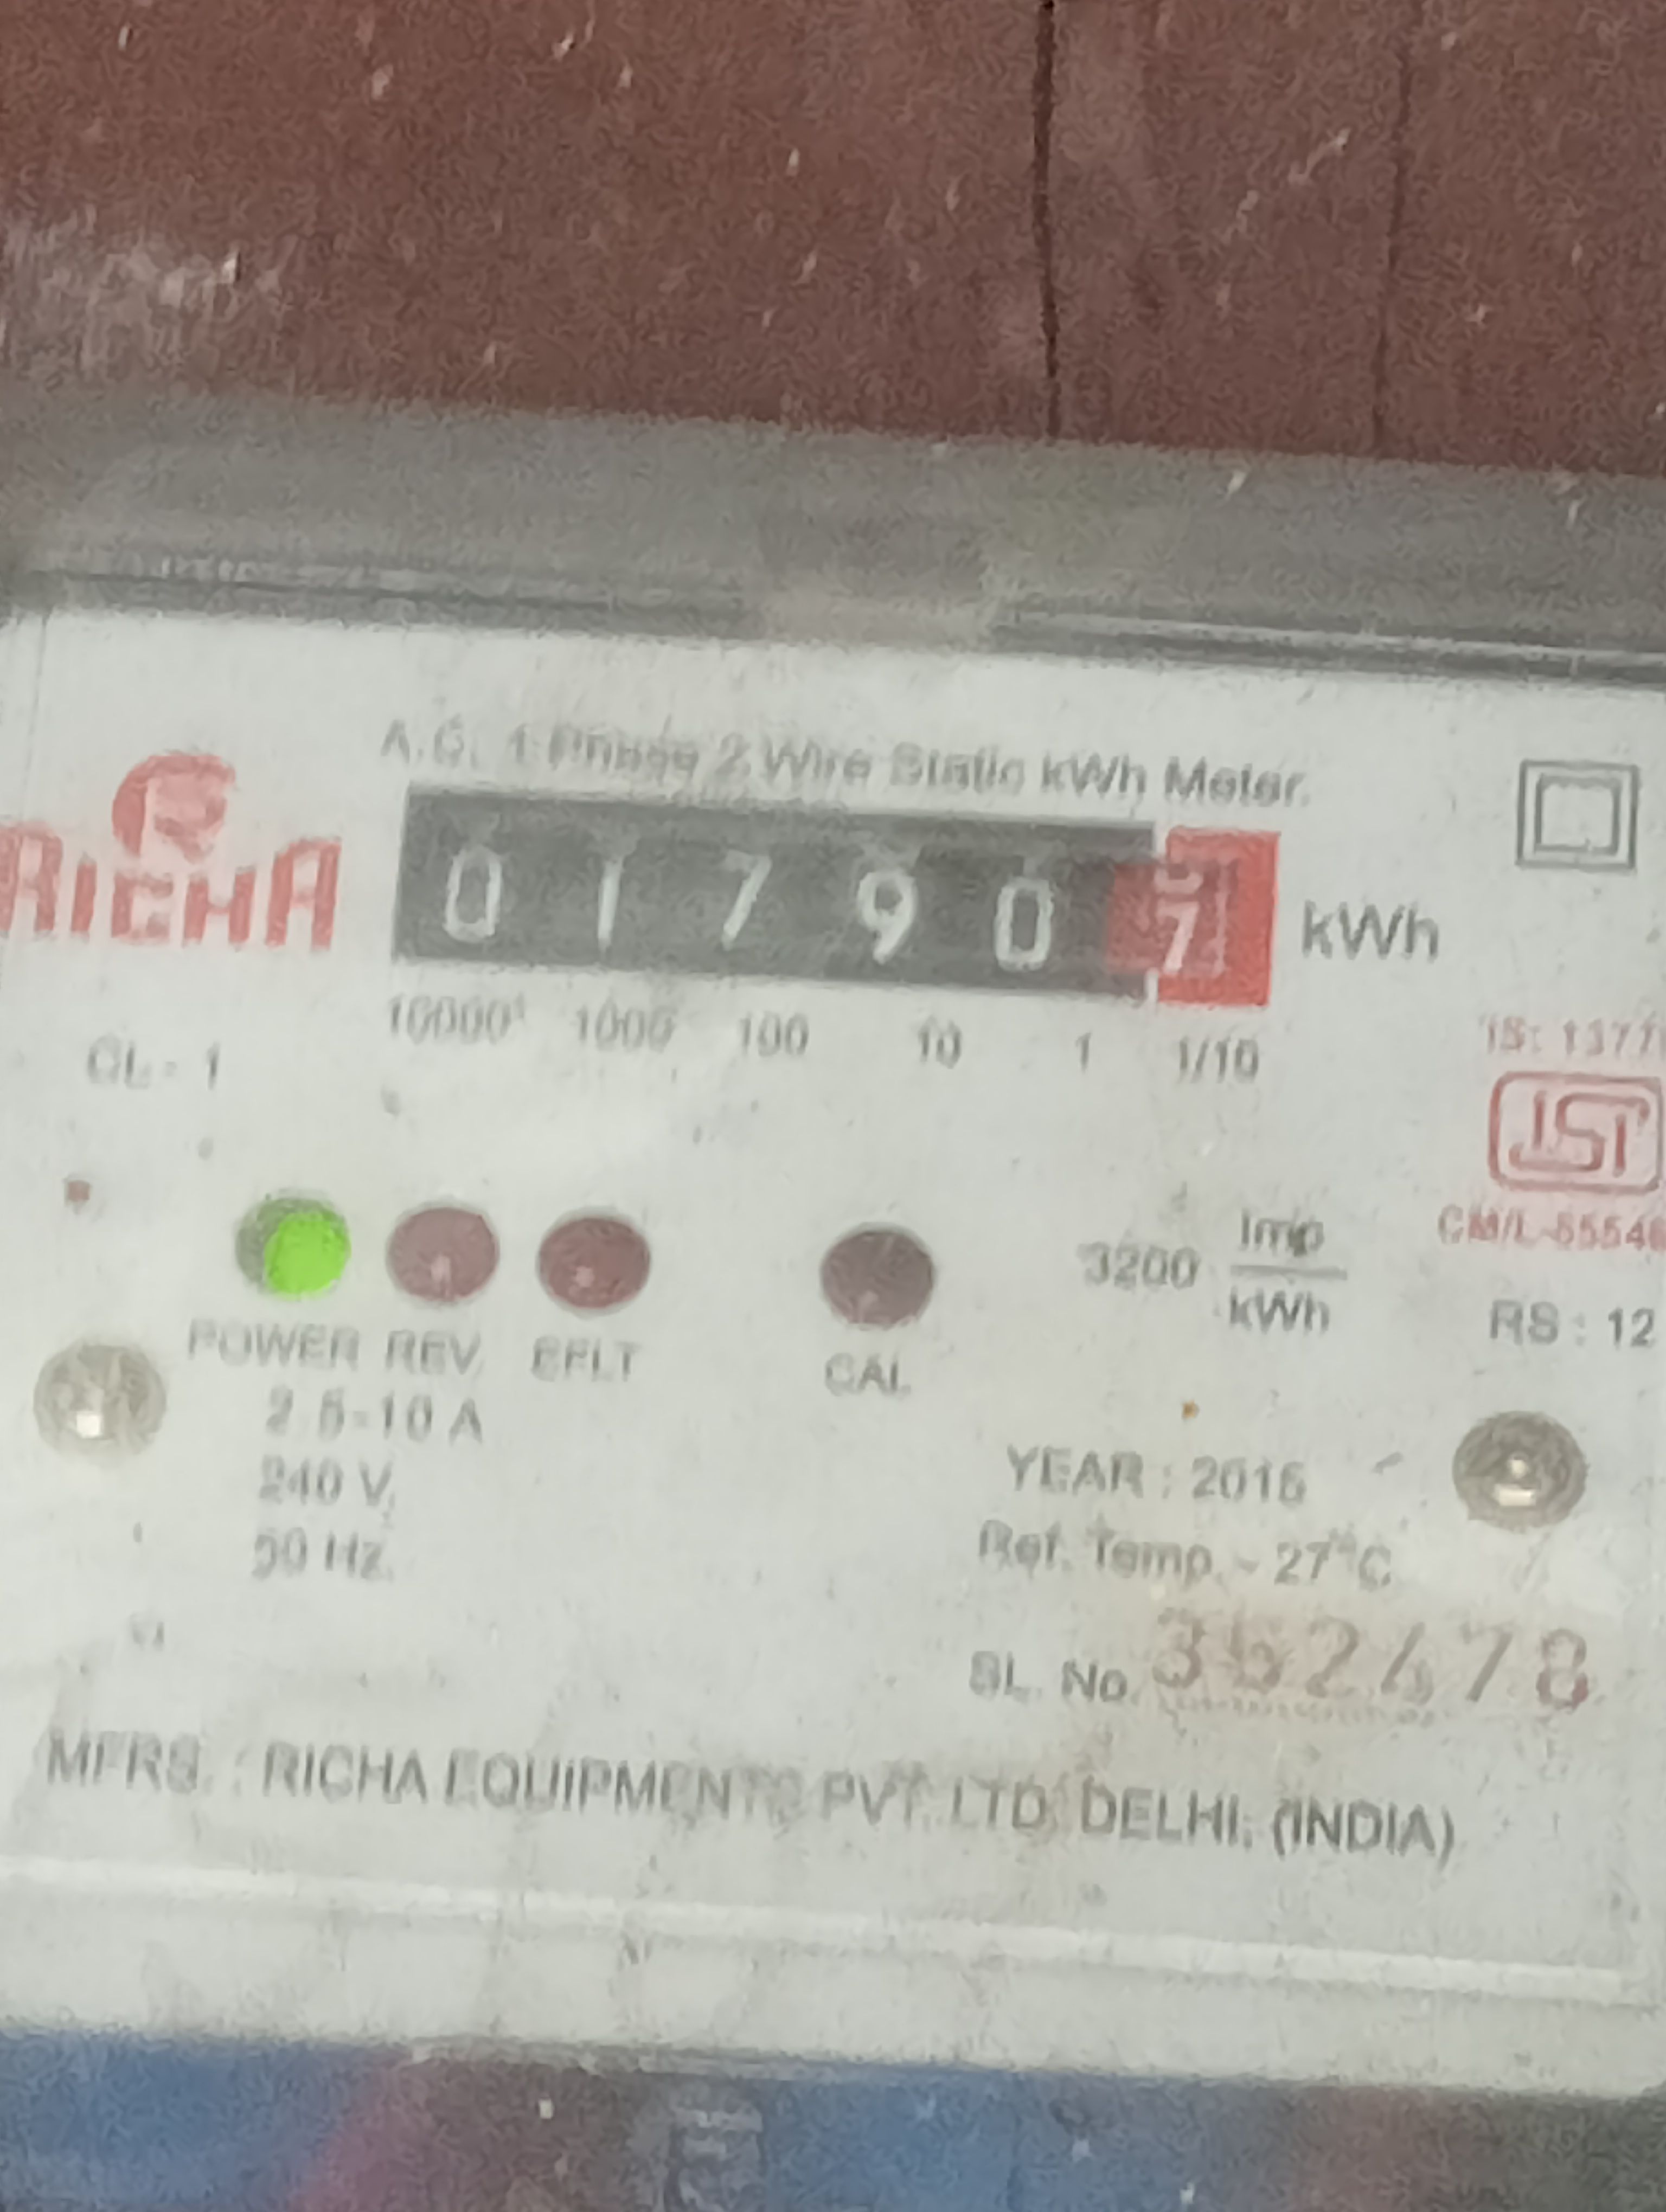 A.C. 1 Phase 2 Wire Static kWh Meter.
RICHA
0 1 7 9 0 7 kWh
10000 1000 100 10 1 1/10
CL- 1
IS: 1377
ISI
CM/L-55546
3200 Imp
kWh
RS : 12
POWER REV. EFLT CAL
2.5-10 A
240 V.
50 Hz.
YEAR : 2016
Ref. Temp. - 27°C
SL. No.
MFRS. : RICHA EQUIPMENTS PVT. LTD. DELHI. (INDIA)